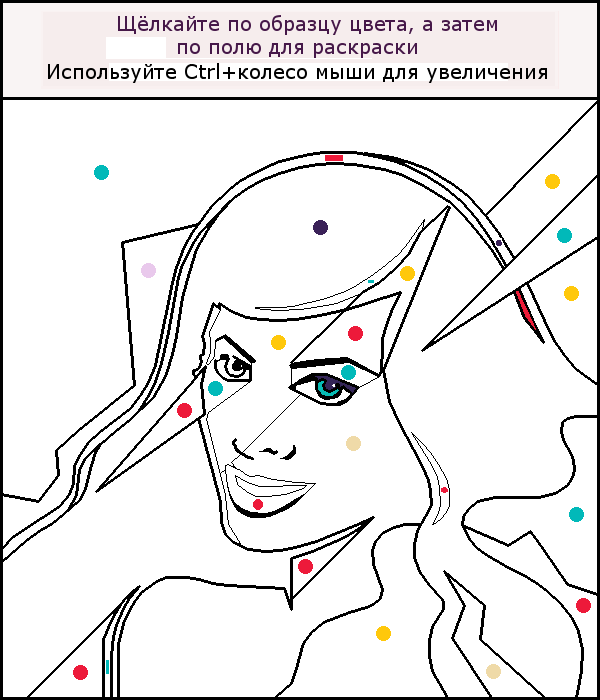 Щёлкайте по образцу цвета, а затем
по полю для раскраски
Используйте Ctrl+колесо мыши для увеличения